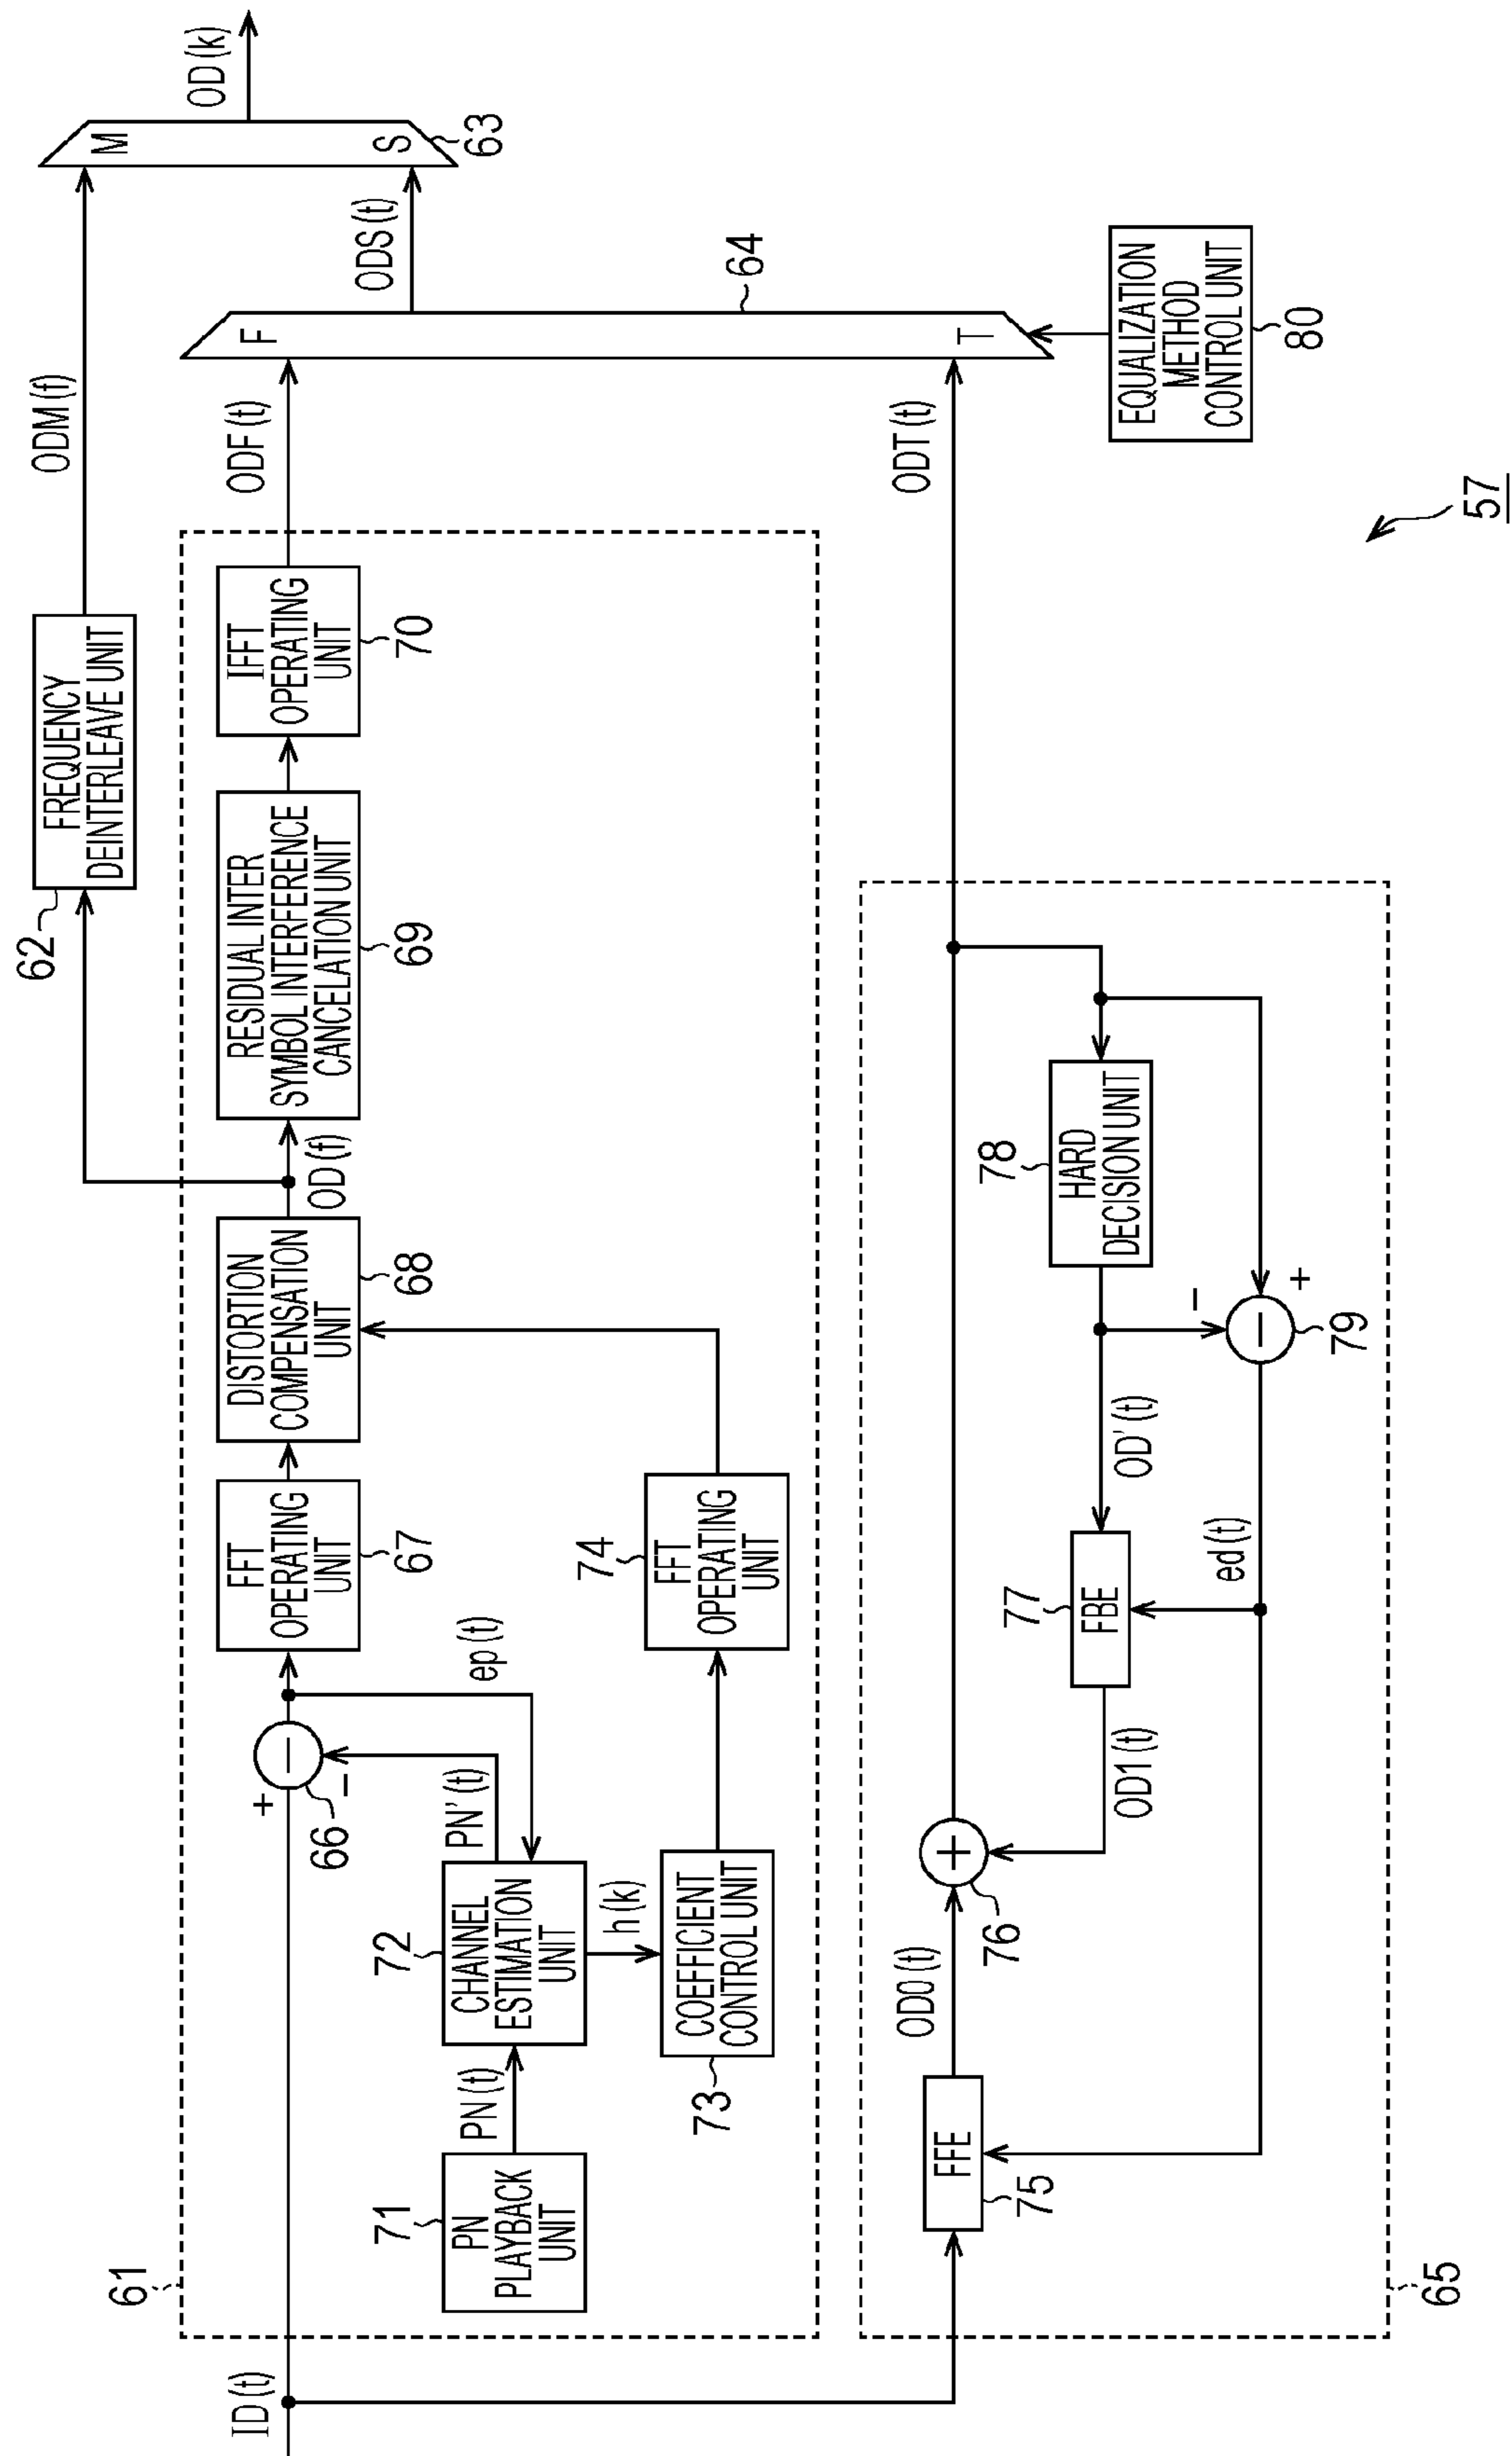 62
FREQUENCY
DEINTERLEAVE UNIT
ODM (f)
M
S
OD (k)
63
61
ID (t)
+
−
−
66
FFT
OPERATING
UNIT
67
DISTORTION
COMPENSATION
UNIT
68
OD (f)
RESIDUAL INTER
SYMBOL INTERFERENCE
CANCELATION UNIT
69
IFFT
OPERATING
UNIT
70
ODF (t)
F
T
64
ODS (t)
71
PN
PLAYBACK
UNIT
PN (t)
72
CHANNEL
ESTIMATION
UNIT
PN' (t)
ep (t)
h (k)
73
COEFFICIENT
CONTROL UNIT
74
FFT
OPERATING
UNIT
FFE
75
OD0 (t)
+
76
OD1 (t)
77
FBE
OD' (t)
ed (t)
78
HARD
DECISION UNIT
−
+
−
79
ODT (t)
EQUALIZATION
METHOD
CONTROL UNIT
80
65
57